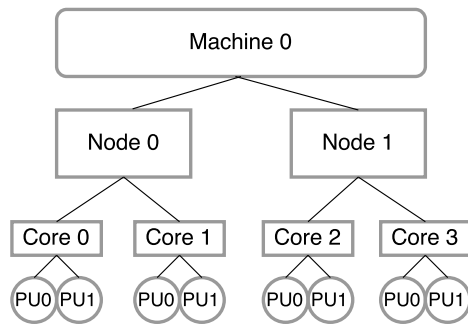 Machine 0
Node 0 Node 1
Core 0 Core 1 Core 2 Core 3
PU0 PU1 PU0 PU1 PU0 PU1 PU0 PU1